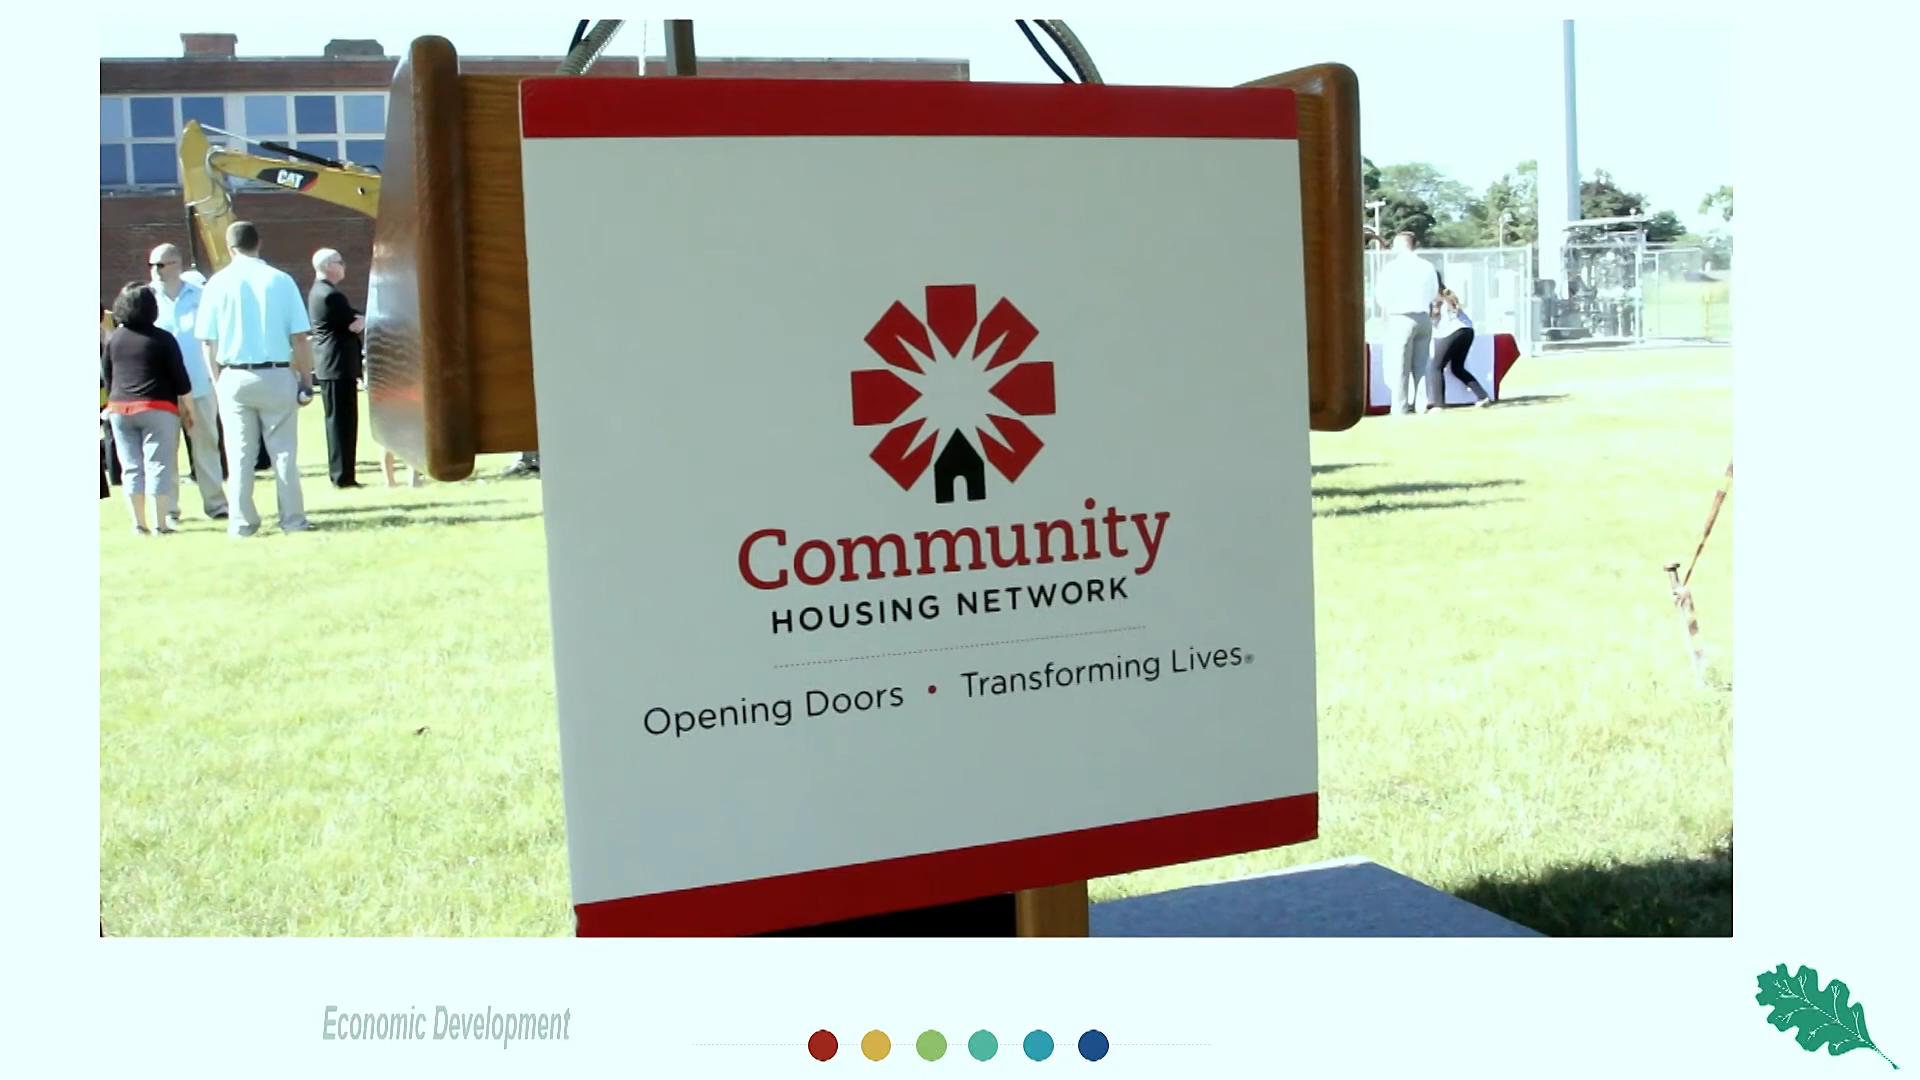 CAT
Community
HOUSING NETWORK
Opening Doors • Transforming Lives®
Economic Development